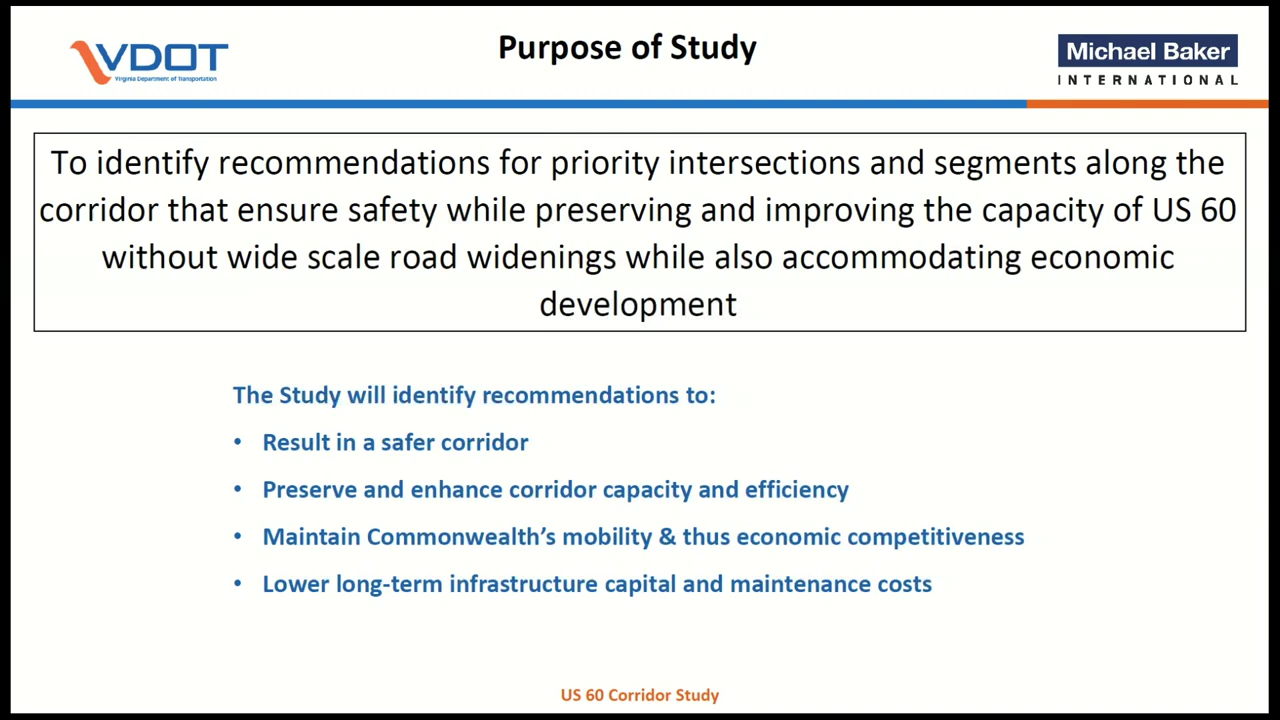 VDOT
Virginia Department of Transportation
Purpose of Study
Michael Baker
INTERNATIONAL
To identify recommendations for priority intersections and segments along the
corridor that ensure safety while preserving and improving the capacity of US 60
without wide scale road widenings while also accommodating economic
development
The Study will identify recommendations to:
• Result in a safer corridor
• Preserve and enhance corridor capacity and efficiency
• Maintain Commonwealth’s mobility & thus economic competitiveness
• Lower long-term infrastructure capital and maintenance costs
US 60 Corridor Study